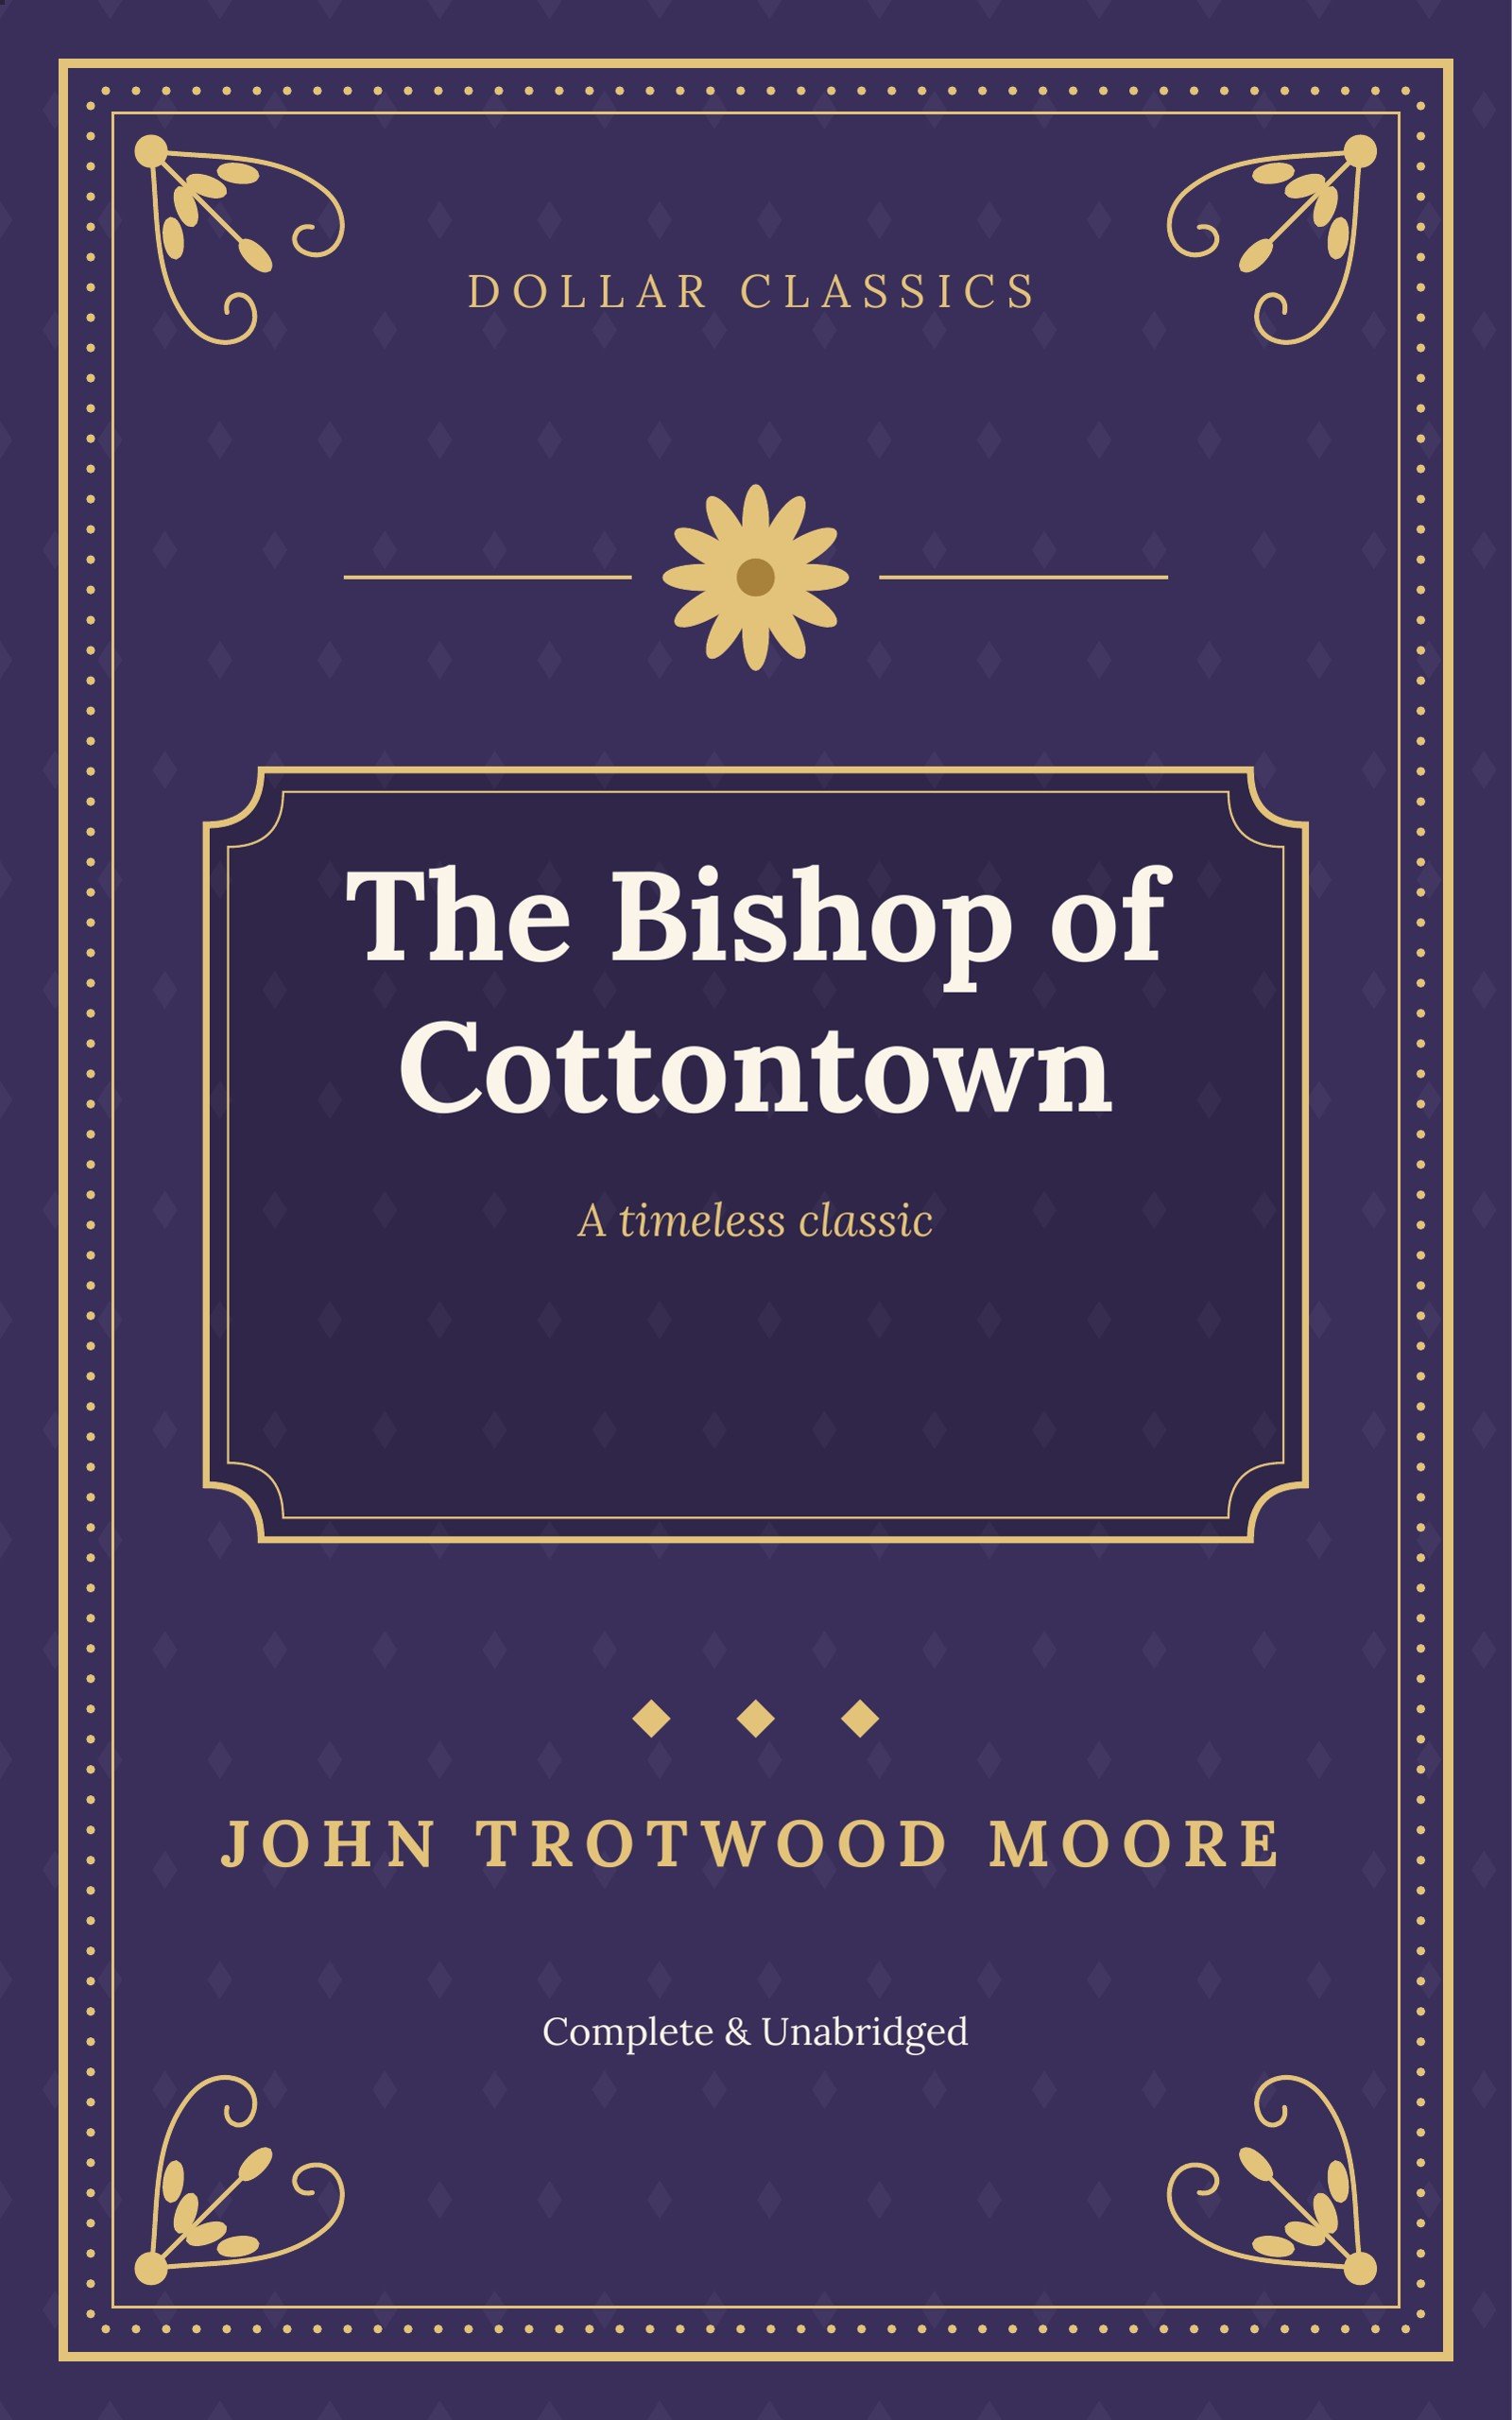 DOLLAR CLASSICS
The Bishop of
Cottontown
A timeless classic
JOHN TROTWOOD MOORE
Complete & Unabridged